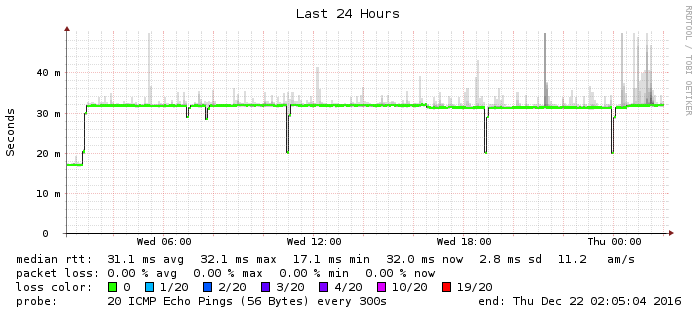 Last 24 Hours
RRDTOOL / TOBI OETIKER
Seconds
40 m
30 m
20 m
10 m
0
Wed 06:00 Wed 12:00 Wed 18:00 Thu 00:00
median rtt: 31.1 ms avg 32.1 ms max 17.1 ms min 32.0 ms now 2.8 ms sd 11.2 am/s
packet loss: 0.00 % avg 0.00 % max 0.00 % min 0.00 % now
loss color: 0 1/20 2/20 3/20 4/20 10/20 19/20
probe: 20 ICMP Echo Pings (56 Bytes) every 300s end: Thu Dec 22 02:05:04 2016